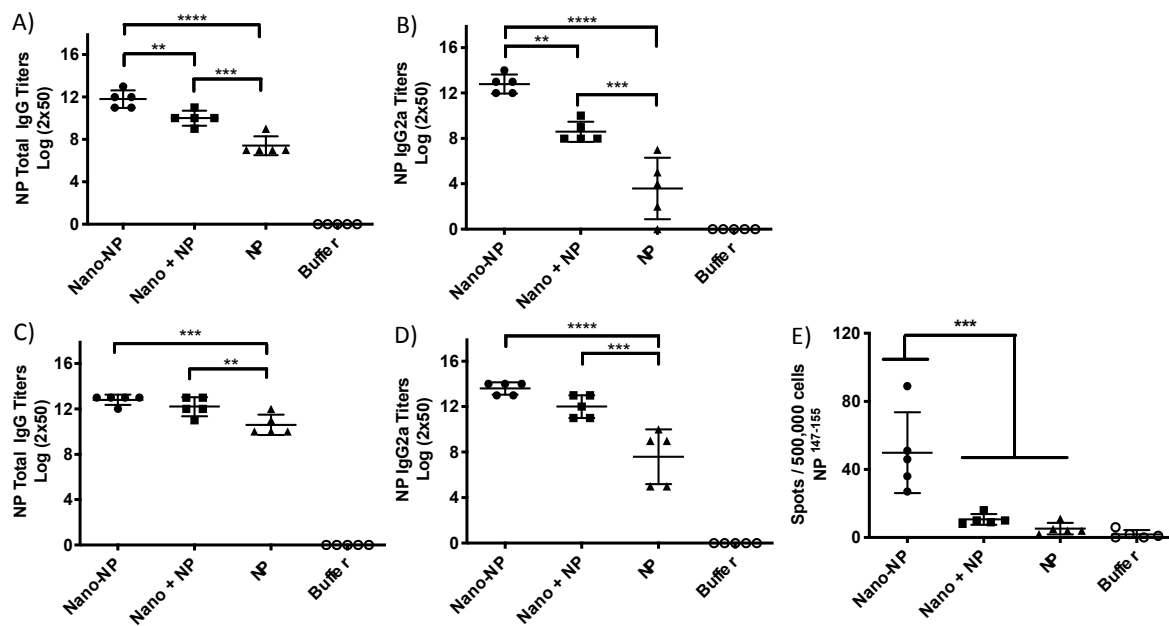 A)
NP Total IgG Titers
Log (2x50)
16
12
8
4
0
****
**
***
Nano-NP
Nano + NP
NP
Buffer
B)
NP IgG2a Titers
Log (2x50)
16
12
8
4
0
****
**
***
Nano-NP
Nano + NP
NP
Buffer
C)
NP Total IgG Titers
Log (2x50)
16
12
8
4
0
***
**
Nano-NP
Nano + NP
NP
Buffer
D)
NP IgG2a Titers
Log (2x50)
16
12
8
4
0
****
***
Nano-NP
Nano + NP
NP
Buffer
E)
Spots / 500,000 cells
NP 147-155
120
80
40
0
***
Nano-NP
Nano + NP
NP
Buffer